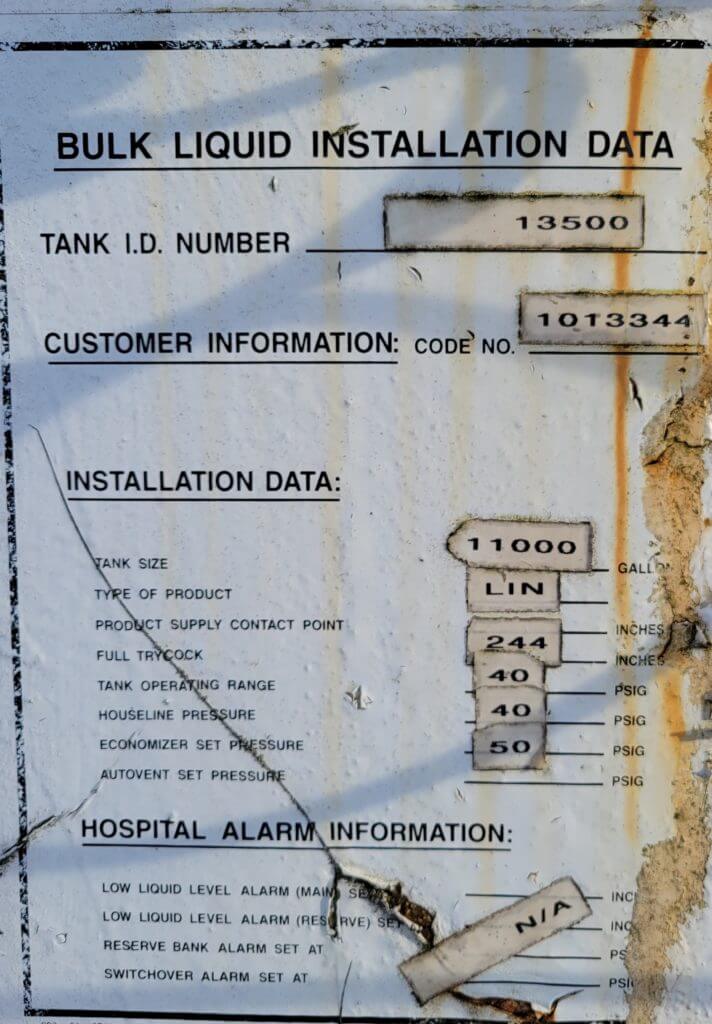 BULK LIQUID INSTALLATION DATA
TANK I.D. NUMBER 13500
CUSTOMER INFORMATION: CODE NO. 1013344
INSTALLATION DATA:
TANK SIZE 11000 GALLON
TYPE OF PRODUCT LIN
PRODUCT SUPPLY CONTACT POINT INCHES
FULL TRYCOCK 244 INCHES
TANK OPERATING RANGE 40 PSIG
HOUSELINE PRESSURE 40 PSIG
ECONOMIZER SET PRESSURE 50 PSIG
AUTOVENT SET PRESSURE PSIG
HOSPITAL ALARM INFORMATION:
LOW LIQUID LEVEL ALARM (MAIN)
LOW LIQUID LEVEL ALARM (RESERVE)
RESERVE BANK ALARM SET AT N/A
SWITCHOVER ALARM SET AT PSIG